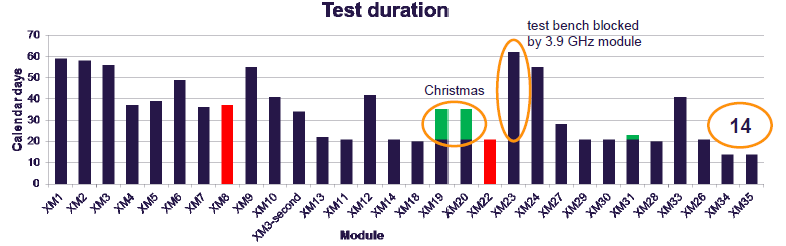 Test duration
test bench blocked
by 3.9 GHz module
Christmas
14
Calendar days
70
60
50
40
30
20
10
0
XM1
XM2
XM3
XM4
XM5
XM6
XM7
XM8
XM9
XM10
XM3-second
XM13
XM11
XM12
XM14
XM18
XM19
XM20
XM22
XM23
XM24
XM27
XM29
XM30
XM31
XM28
XM33
XM26
XM34
XM35
Module